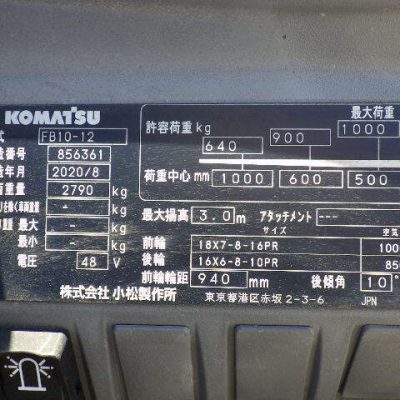 KOMATSU
式 FB10-12
番号 856361
年月 2020/8
荷重量 2790 kg
- kg
最大 - kg
最小 - kg
電圧 48 V
許容荷重 kg 640 900 最大荷重 1000
荷重中心 mm 1000 600 500
最大揚高 3.0 m アタッチメント ---
サイズ 空気
前輪 18X7-8-16PR 100
後輪 16X6-8-10PR 85
前輪輪距 940 mm 後傾角 10°
株式会社 小松製作所 東京都港区赤坂2-3-6 JPN